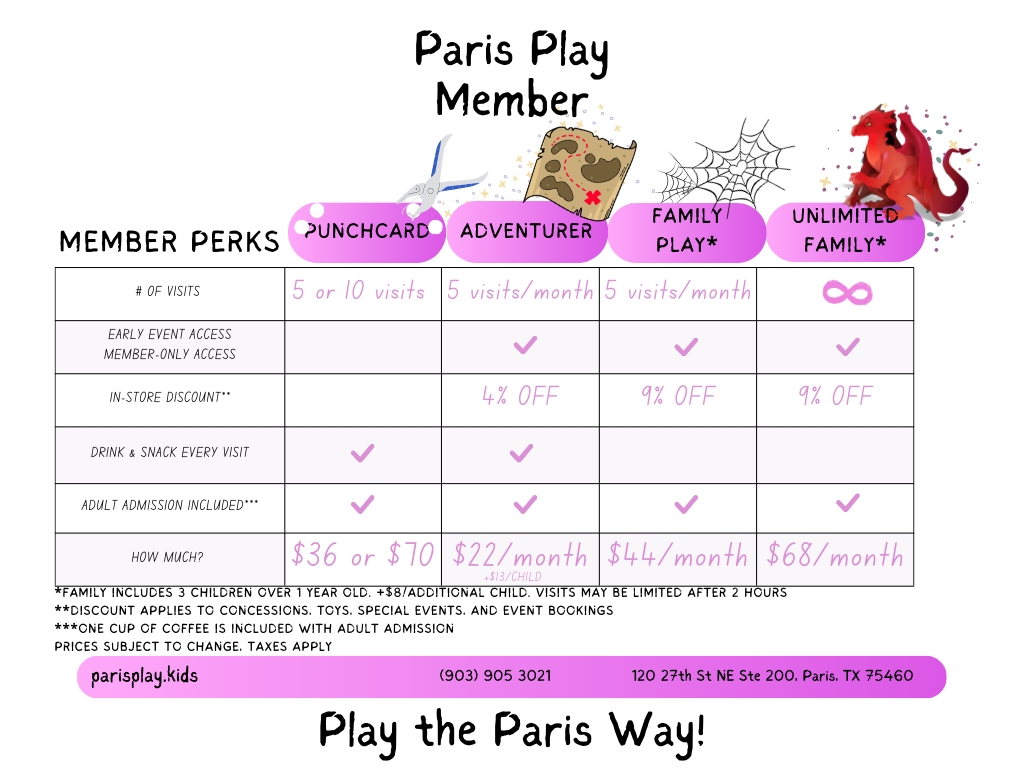 Paris Play
Member
MEMBER PERKS PUNCHCARD ADVENTURER FAMILY PLAY* UNLIMITED FAMILY*
# OF VISITS 5 or 10 visits 5 visits/month 5 visits/month ∞
EARLY EVENT ACCESS
MEMBER-ONLY ACCESS ✓ ✓ ✓
IN-STORE DISCOUNT** 4% OFF 9% OFF 9% OFF
DRINK & SNACK EVERY VISIT ✓ ✓
ADULT ADMISSION INCLUDED*** ✓ ✓ ✓ ✓
HOW MUCH? $36 or $70 $22/month $44/month $68/month
+$13/CHILD
*FAMILY INCLUDES 3 CHILDREN OVER 1 YEAR OLD. +$8/ADDITIONAL CHILD. VISITS MAY BE LIMITED AFTER 2 HOURS
**DISCOUNT APPLIES TO CONCESSIONS, TOYS, SPECIAL EVENTS, AND EVENT BOOKINGS
***ONE CUP OF COFFEE IS INCLUDED WITH ADULT ADMISSION
PRICES SUBJECT TO CHANGE, TAXES APPLY
parisplay.kids (903) 905 3021 120 27th St NE Ste 200, Paris, TX 75460
Play the Paris Way!